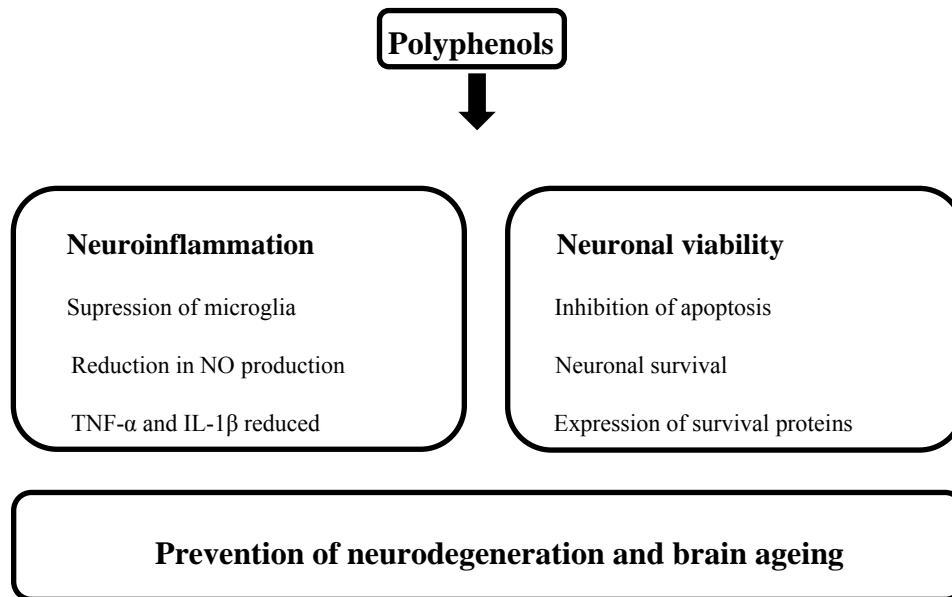 Polyphenols
Neuroinflammation
Supression of microglia
Reduction in NO production
TNF-α and IL-1β reduced
Neuronal viability
Inhibition of apoptosis
Neuronal survival
Expression of survival proteins
Prevention of neurodegeneration and brain ageing